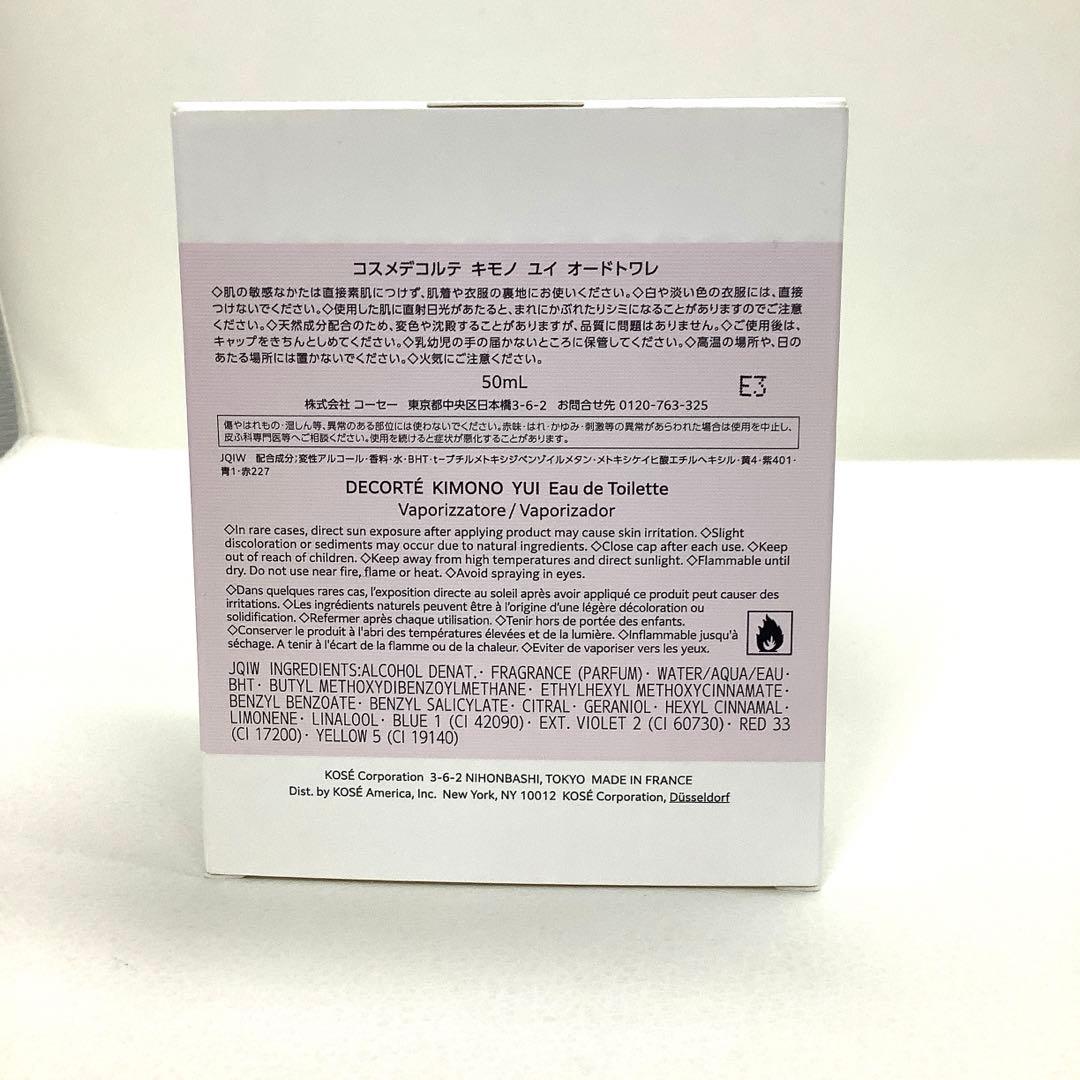 コスメデコルテ キモノ ユイ オードトワレ
◇肌の敏感なかたは直接素肌につけず、肌着や衣服の裏地にお使いください。◇白や淡い色の衣服には、直接
つけないでください。◇使用した肌に直射日光があたると、まれにかぶれたりシミになることがありますのでご注意
ください。◇天然成分配合のため、変色や沈殿することがありますが、品質に問題はありません。◇ご使用後は、
キャップをきちんとしめてください。◇乳幼児の手の届かないところに保管してください。◇高温の場所や、日の
あたる場所には置かないでください。◇火気にご注意ください。
50mL
E3
株式会社 コーセー 東京都中央区日本橋3-6-2 お問合せ先 0120-763-325
傷やはれもの・湿しん等、異常のある部位には使わないでください。赤味・はれ・かゆみ・刺激等の異常があらわれた場合は使用を中止し、
皮ふ科専門医等へご相談ください。使用を続けると症状が悪化することがあります。
JQIW 配合成分;変性アルコール・香料・水・BHT・t-ブチルメトキシジベンゾイルメタン・メトキシケイヒ酸エチルヘキシル・黄4・紫401・
青1・赤227
DECORTÉ KIMONO YUI Eau de Toilette
Vaporizzatore / Vaporizador
◇In rare cases, direct sun exposure after applying product may cause skin irritation. ◇Slight
discoloration or sediments may occur due to natural ingredients. ◇Close cap after each use. ◇Keep
out of reach of children. ◇Keep away from high temperatures and direct sunlight. ◇Flammable until
dry. Do not use near fire, flame or heat. ◇Avoid spraying in eyes.
◇Dans quelques rares cas, l'exposition directe au soleil après avoir appliqué ce produit peut causer des
irritations. ◇Les ingrédients naturels peuvent être à l'origine d'une légère décoloration ou
solidification. ◇Refermer après chaque utilisation. ◇Tenir hors de portée des enfants.
◇Conserver le produit à l'abri des températures élevées et de la lumière. ◇Inflammable jusqu'à
séchage. A tenir à l'écart de la flamme ou de la chaleur. ◇Eviter de vaporiser vers les yeux.
JQIW INGREDIENTS:ALCOHOL DENAT.· FRAGRANCE (PARFUM)· WATER/AQUA/EAU·
BHT· BUTYL METHOXYDIBENZOYLMETHANE· ETHYLHEXYL METHOXYCINNAMATE·
BENZYL BENZOATE· BENZYL SALICYLATE· CITRAL· GERANIOL· HEXYL CINNAMAL·
LIMONENE· LINALOOL· BLUE 1 (CI 42090)· EXT. VIOLET 2 (CI 60730)· RED 33
(CI 17200)· YELLOW 5 (CI 19140)
KOSÉ Corporation 3-6-2 NIHONBASHI, TOKYO MADE IN FRANCE
Dist. by KOSÉ America, Inc. New York, NY 10012 KOSÉ Corporation, Düsseldorf